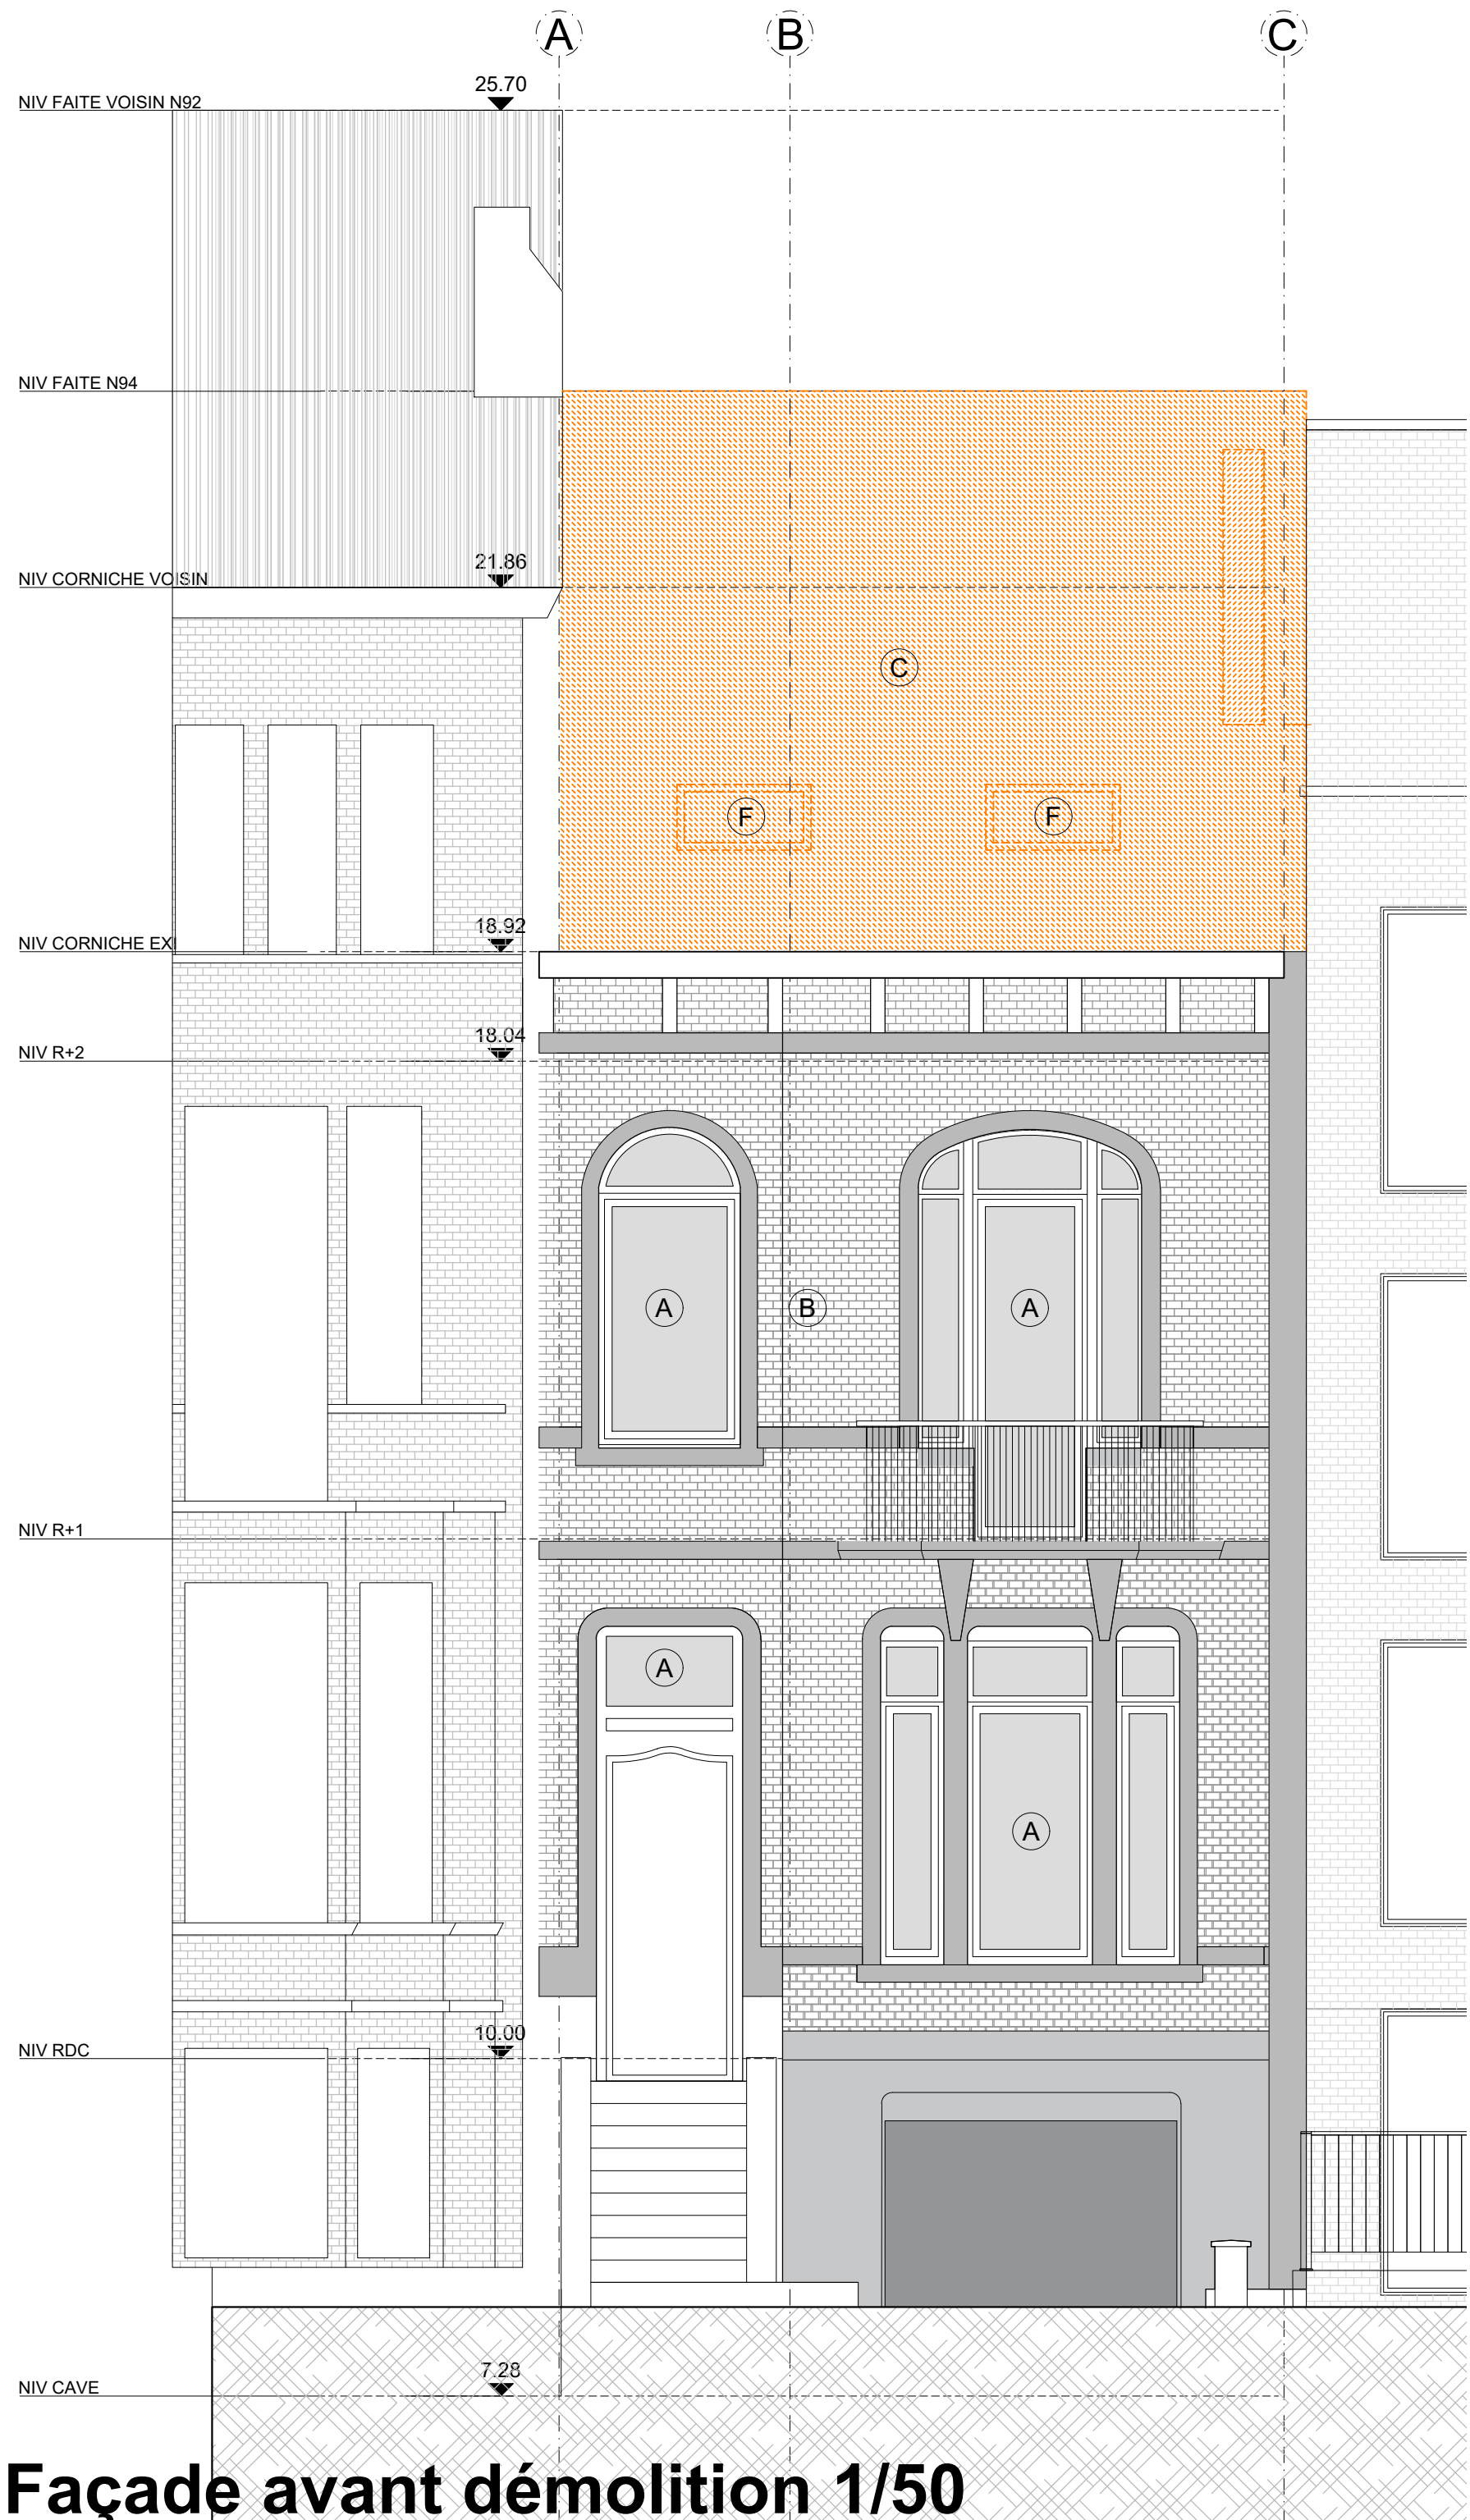 A B C
25.70
NIV FAITE VOISIN N92
NIV FAITE N94
21.86
NIV CORNICHE VOISIN
C
F F
18.92
NIV CORNICHE EXI
18.04
NIV R+2
A B A
NIV R+1
A
A
10.00
NIV RDC
7.28
NIV CAVE
Façade avant démolition 1/50